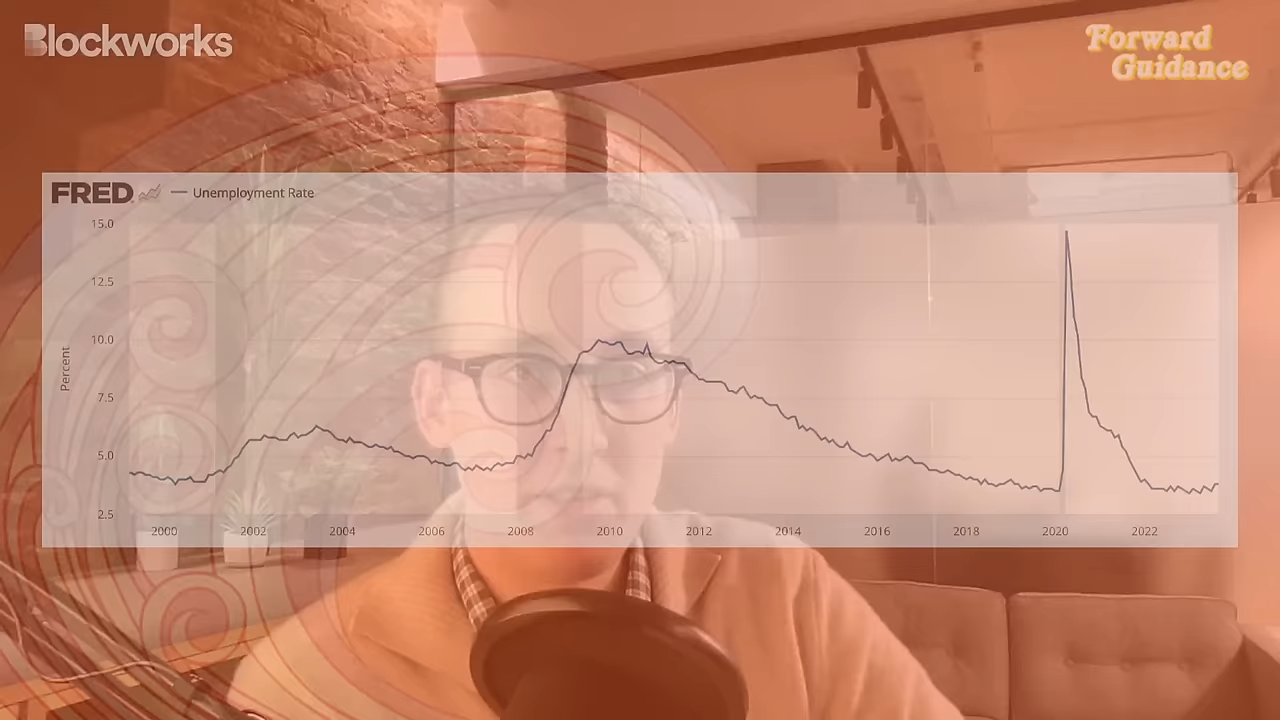 Blockworks
Forward
Guidance
FRED
Unemployment Rate
15.0
12.5
10.0
7.5
5.0
2.5
Percent
2000 2002 2004 2006 2008 2010 2012 2014 2016 2018 2020 2022